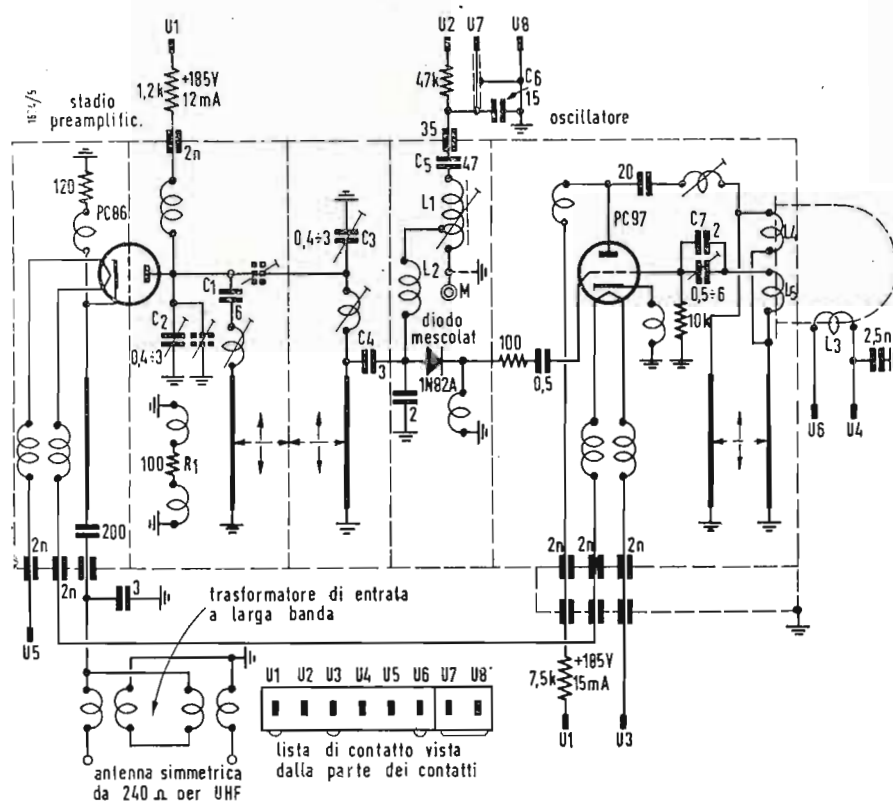 U1
U2
U7
U8
1,2k
+185V
12mA
47k
C6
15
stadio
preamplific.
oscillatore
2n
35
C5
47
120
PC86
L1
20
PC97
C7
2
0,4÷3
C3
L4
C1
6
L2
M
0,5÷6
L5
C2
0,4÷3
diodo
mescolat
10k
C4
3
1N82A
100
0,5
L3
2,5n
2
U6
U4
100
R1
200
2n
2n
2n
2n
2n
3
trasformatore di entrata
a larga banda
U5
U1
U2
U3
U4
U5
U6
U7
U8
7,5k
+185V
15mA
U1
U3
lista di contatto vista
dalla parte dei contatti
antenna simmetrica
da 240 Ω per UHF